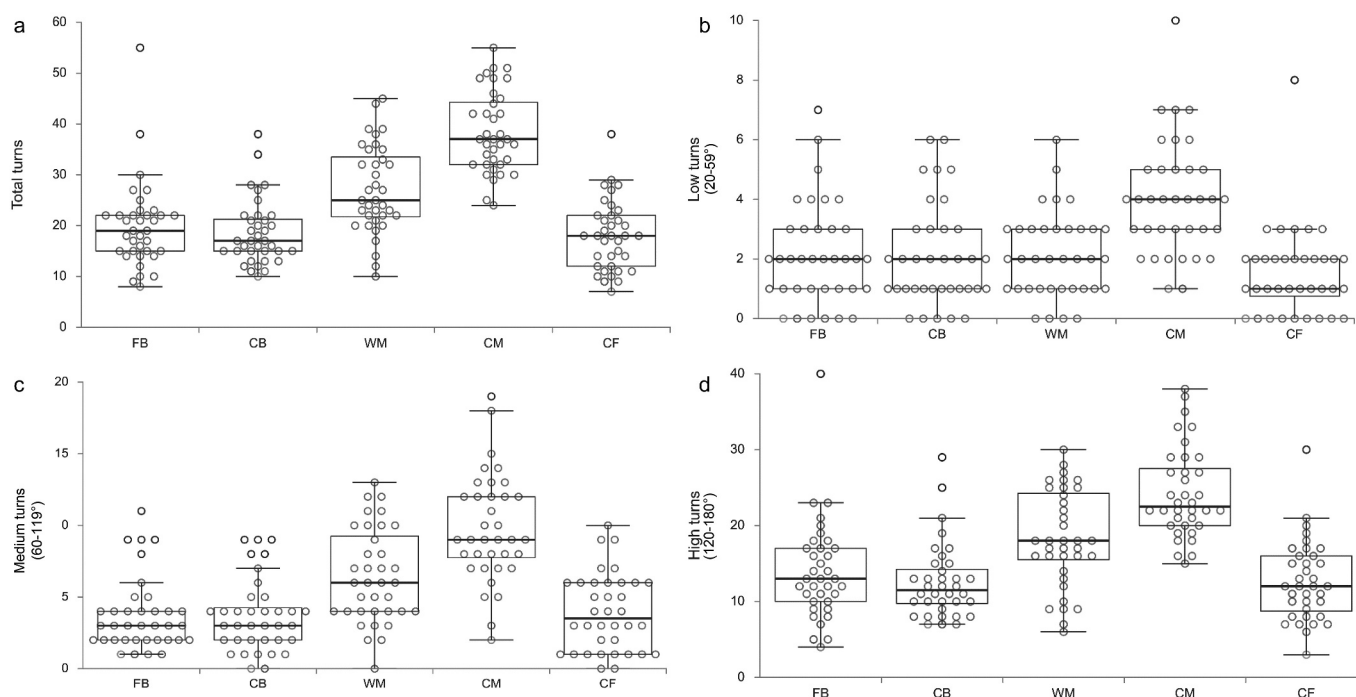 a
60
50
40
30
20
10
0
Total turns
FB CB WM CM CF
b
10
8
6
4
2
0
Low turns
(20-59°)
FB CB WM CM CF
c
20
15
0
5
0
Medium turns
(60-119°)
FB CB WM CM CF
d
40
30
20
10
0
High turns
(120-180°)
FB CB WM CM CF